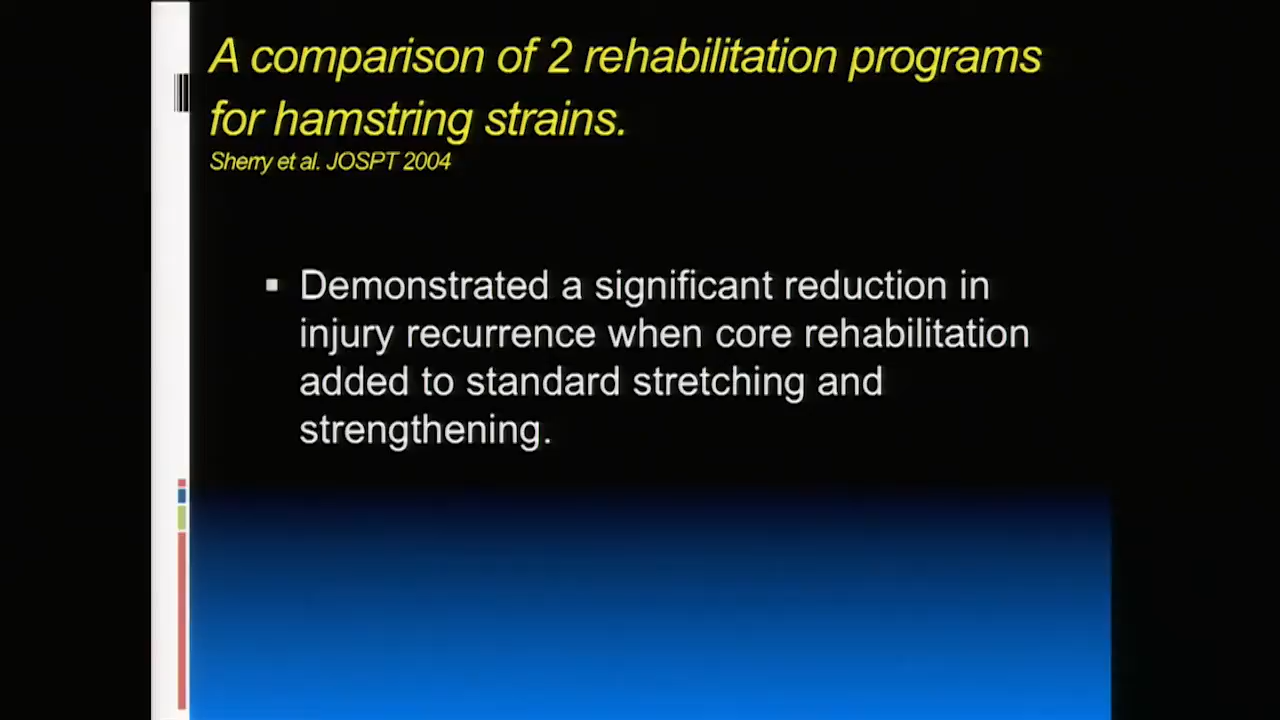 A comparison of 2 rehabilitation programs
for hamstring strains.
Sherry et al. JOSPT 2004
▪ Demonstrated a significant reduction in
injury recurrence when core rehabilitation
added to standard stretching and
strengthening.